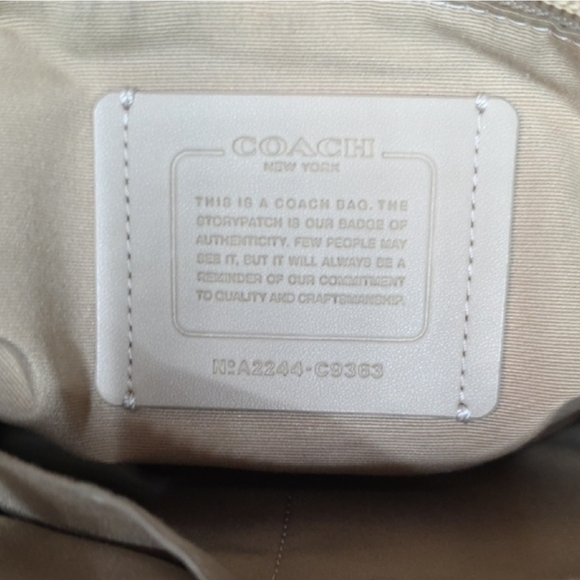 COACH
NEW YORK
THIS IS A COACH BAG. THE
STORYPATCH IS OUR BADGE OF
AUTHENTICITY. FEW PEOPLE MAY
SEE IT, BUT IT WILL ALWAYS BE A
REMINDER OF OUR COMMITMENT
TO QUALITY AND CRAFTSMANSHIP.
Nº A2244-C9363